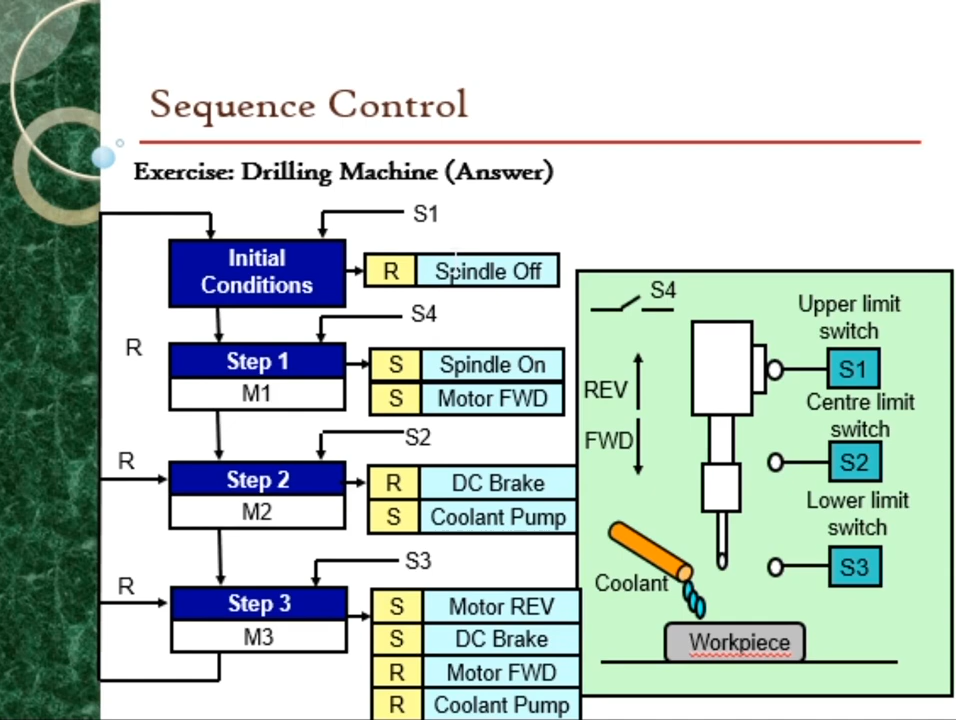 Sequence Control
Exercise: Drilling Machine (Answer)
S1
Initial
Conditions
R Spindle Off
S4
R
Step 1
M1
S Spindle On
S Motor FWD
S2
R
Step 2
M2
R DC Brake
S Coolant Pump
S3
R
Step 3
M3
S Motor REV
S DC Brake
R Motor FWD
R Coolant Pump
S4
Upper limit
switch
S1
REV
Centre limit
switch
FWD
S2
Lower limit
switch
S3
Coolant
Workpiece